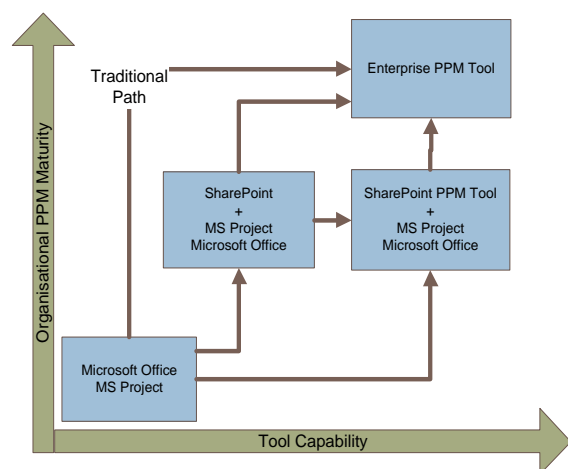 Enterprise PPM Tool
Traditional
Path
Organisational PPM Maturity
SharePoint
+
MS Project
Microsoft Office
SharePoint PPM Tool
+
MS Project
Microsoft Office
Microsoft Office
MS Project
Tool Capability